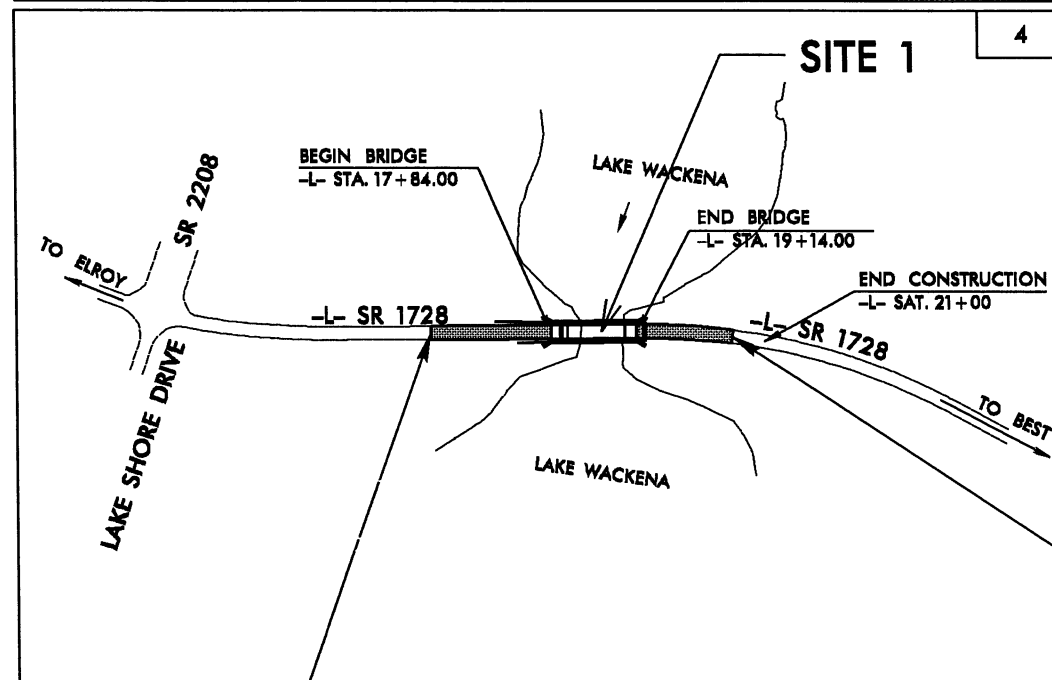 4
SITE 1
BEGIN BRIDGE
-L- STA. 17+84.00
LAKE WACKENA
SR 2208
END BRIDGE
-L- STA. 19+14.00
TO ELROY
END CONSTRUCTION
-L- SAT. 21+00
-L- SR 1728
-L- SR 1728
TO BEST
LAKE SHORE DRIVE
LAKE WACKENA